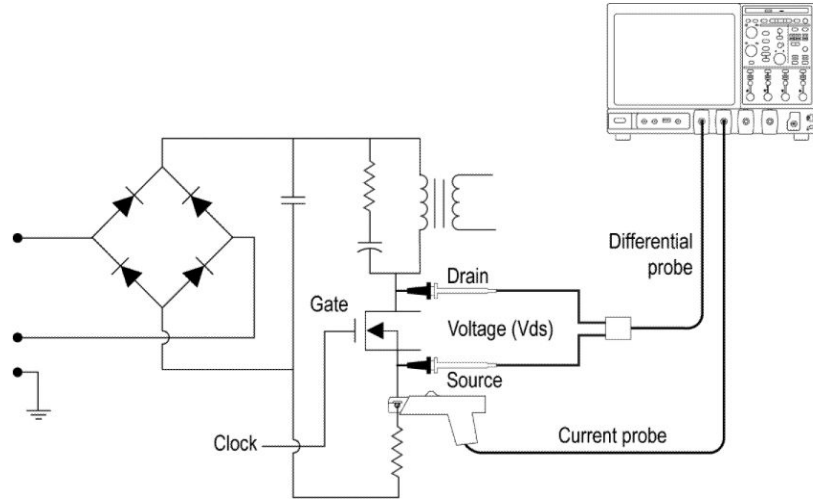 Differential
probe
Drain
Gate
Voltage (Vds)
Source
Clock
Current probe